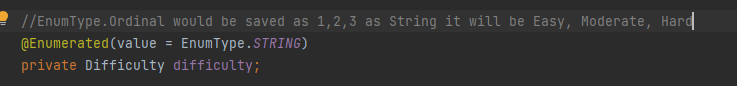 //EnumType.Ordinal would be saved as 1,2,3 as String it will be Easy, Moderate, Hard
@Enumerated(value = EnumType.STRING)
private Difficulty difficulty;